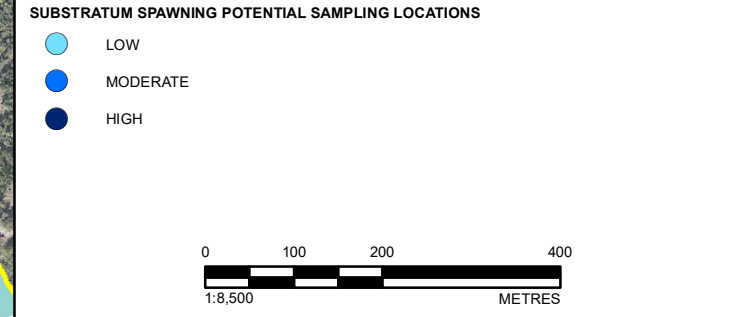 SUBSTRATUM SPAWNING POTENTIAL SAMPLING LOCATIONS
LOW
MODERATE
HIGH
0 100 200 400
1:8,500 METRES